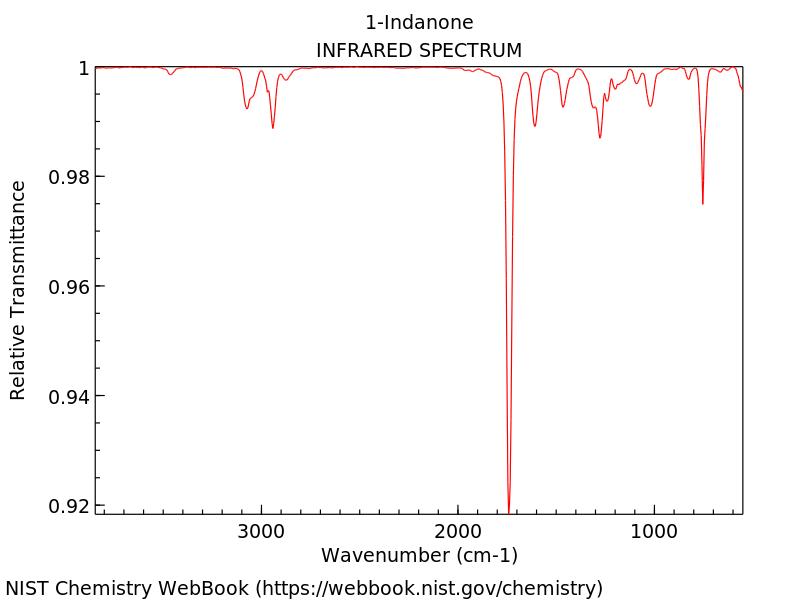 1-Indanone
INFRARED SPECTRUM
1
0.98
0.96
0.94
0.92
Relative Transmittance
3000 2000 1000
Wavenumber (cm-1)
NIST Chemistry WebBook (https://webbook.nist.gov/chemistry)